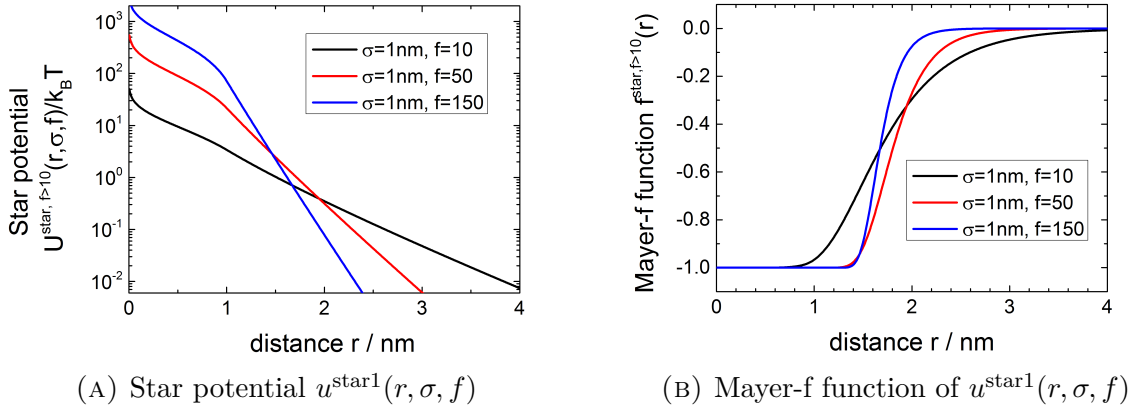 Star potential
U^{star, f>10}(r,σ,f)/k_BT
10^3
10^2
10^1
10^0
10^{-1}
10^{-2}
σ=1nm, f=10
σ=1nm, f=50
σ=1nm, f=150
0 1 2 3 4
distance r / nm
(A) Star potential u^{star1}(r, σ, f)
Mayer-f function f^{star,f>10}(r)
0.0
-0.2
-0.4
-0.6
-0.8
-1.0
σ=1nm, f=10
σ=1nm, f=50
σ=1nm, f=150
0 1 2 3 4
distance r / nm
(B) Mayer-f function of u^{star1}(r, σ, f)